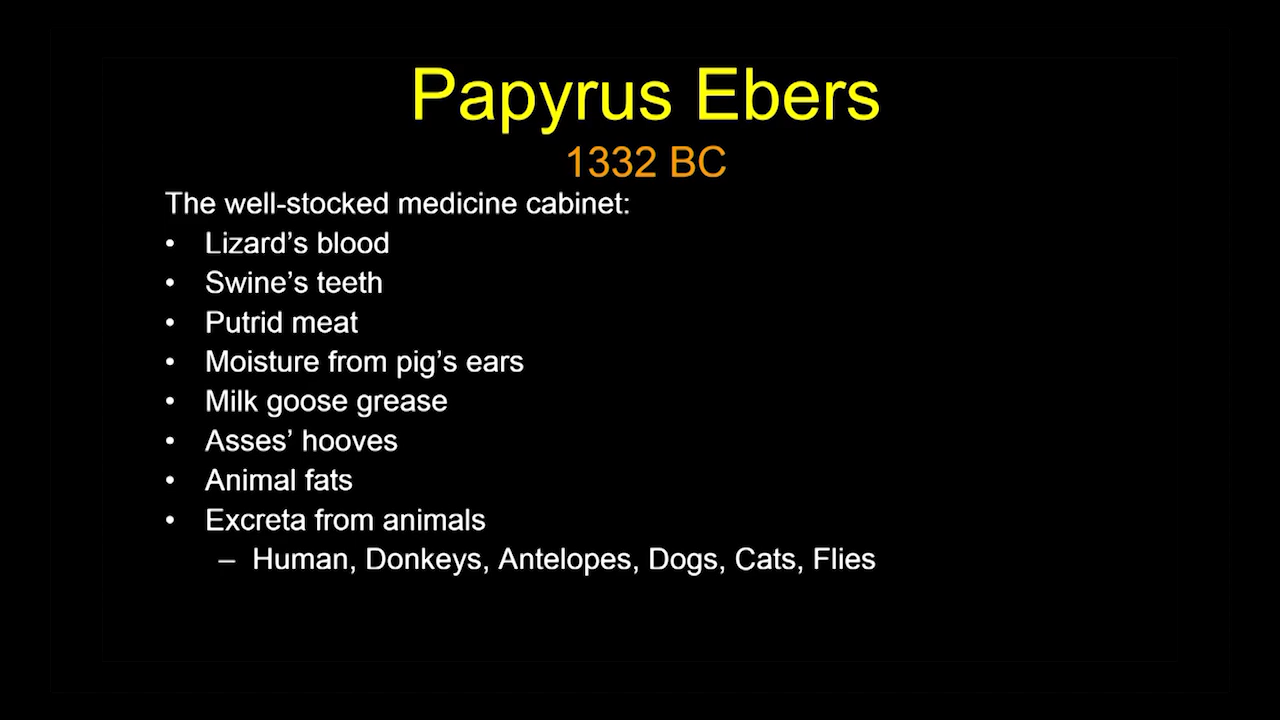 Papyrus Ebers
1332 BC
The well-stocked medicine cabinet:
• Lizard’s blood
• Swine’s teeth
• Putrid meat
• Moisture from pig’s ears
• Milk goose grease
• Asses’ hooves
• Animal fats
• Excreta from animals
– Human, Donkeys, Antelopes, Dogs, Cats, Flies